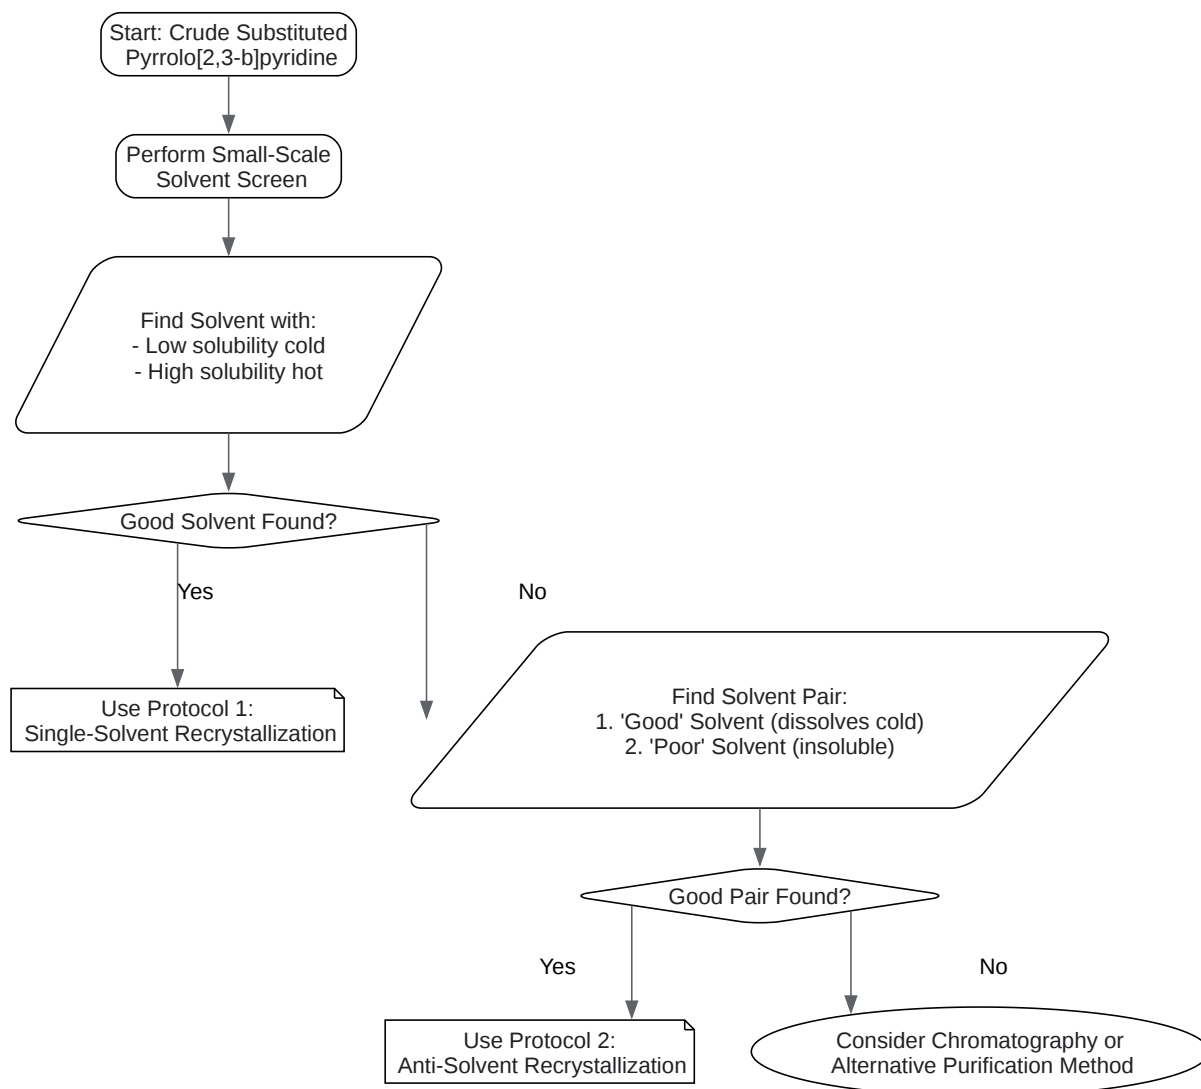 Start: Crude Substituted
Pyrrolo[2,3-b]pyridine
Perform Small-Scale
Solvent Screen
Find Solvent with:
- Low solubility cold
- High solubility hot
Good Solvent Found?
Yes
No
Use Protocol 1:
Single-Solvent Recrystallization
Find Solvent Pair:
1. 'Good' Solvent (dissolves cold)
2. 'Poor' Solvent (insoluble)
Good Pair Found?
Yes
No
Use Protocol 2:
Anti-Solvent Recrystallization
Consider Chromatography or
Alternative Purification Method